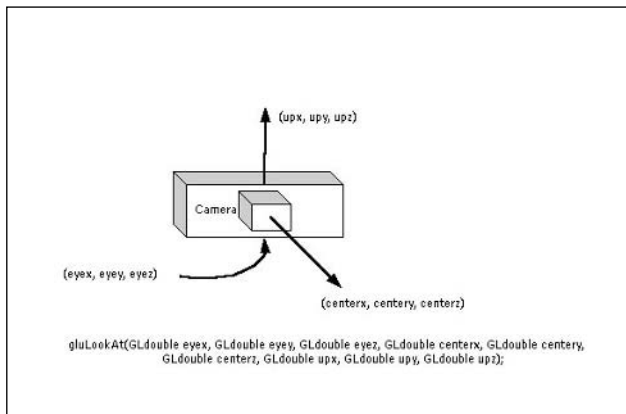 (upx, upy, upz)
Camera
(eyex, eyey, eyez)
(centerx, centery, centerz)
gluLookAt(GLdouble eyex, GLdouble eyey, GLdouble eyez, GLdouble centerx, GLdouble centery,
GLdouble centerz, GLdouble upx, GLdouble upy, GLdouble upz);